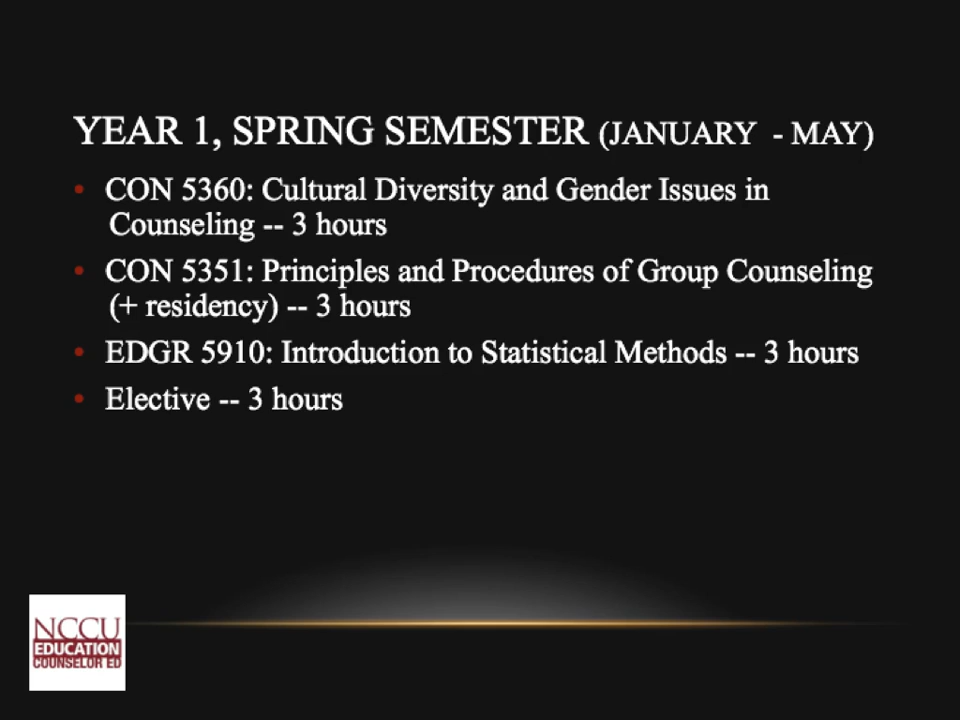 YEAR 1, SPRING SEMESTER (JANUARY - MAY)
• CON 5360: Cultural Diversity and Gender Issues in
Counseling -- 3 hours
• CON 5351: Principles and Procedures of Group Counseling
(+ residency) -- 3 hours
• EDGR 5910: Introduction to Statistical Methods -- 3 hours
• Elective -- 3 hours
NCCU
EDUCATION
COUNSELOR ED